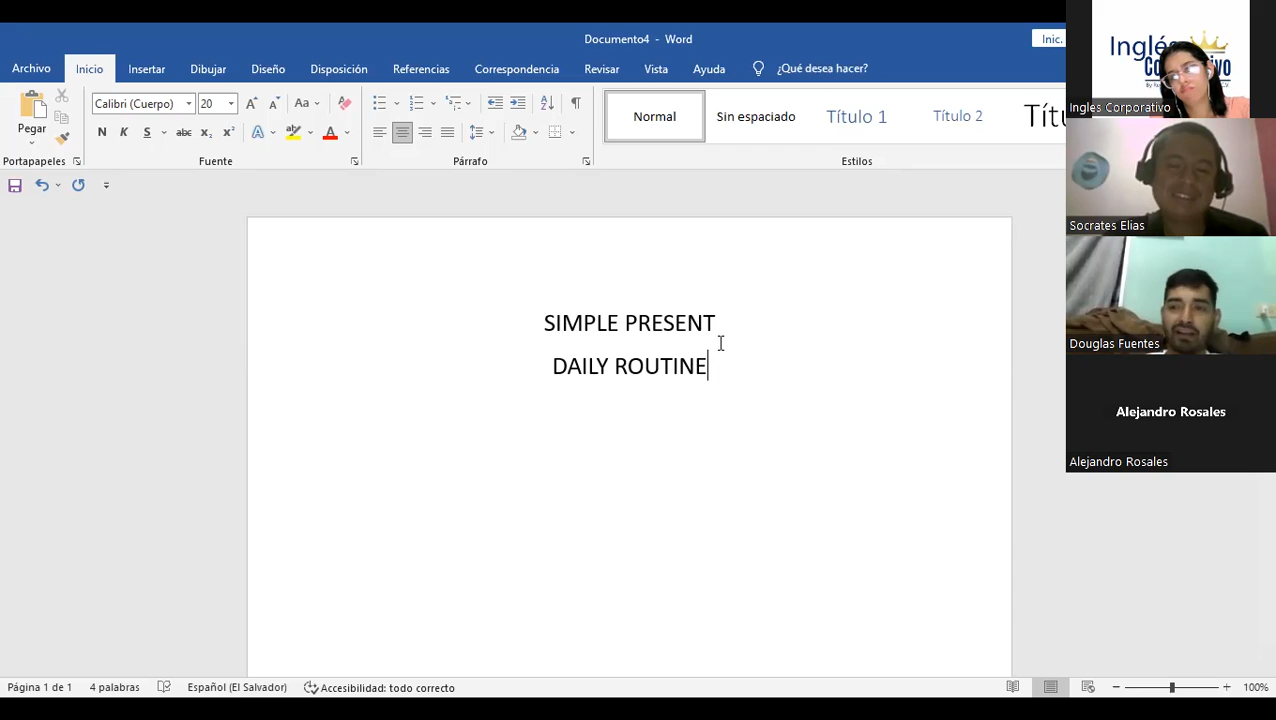 Documento4 - Word
Inic.
Archivo
Inicio
Insertar
Dibujar
Diseño
Disposición
Referencias
Correspondencia
Revisar
Vista
Ayuda
¿Qué desea hacer?
Pegar
Calibri (Cuerpo)
20
Normal
Sin espaciado
Título 1
Título 2
Títu
Portapapeles
Fuente
Párrafo
Estilos
SIMPLE PRESENT
DAILY ROUTINE
Inglés
Ingles Corporativo
Socrates Elias
Douglas Fuentes
Alejandro Rosales
Alejandro Rosales
Página 1 de 1
4 palabras
Español (El Salvador)
Accesibilidad: todo correcto
100%